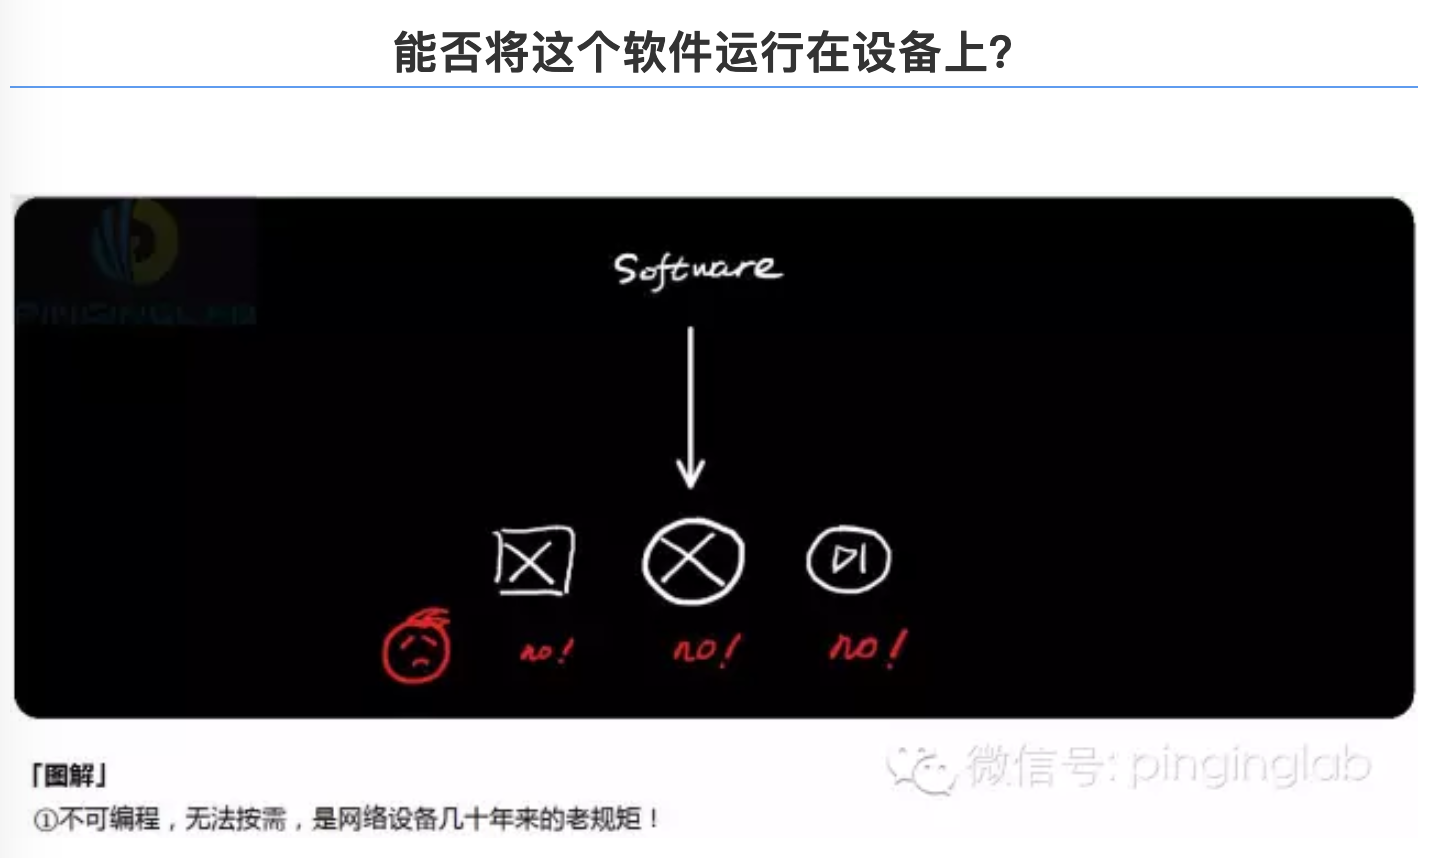 能否将这个软件运行在设备上?
Software
no! no! no!
微信号: pinginglab
「图解」
①不可编程，无法按需，是网络设备几十年来的老规矩！